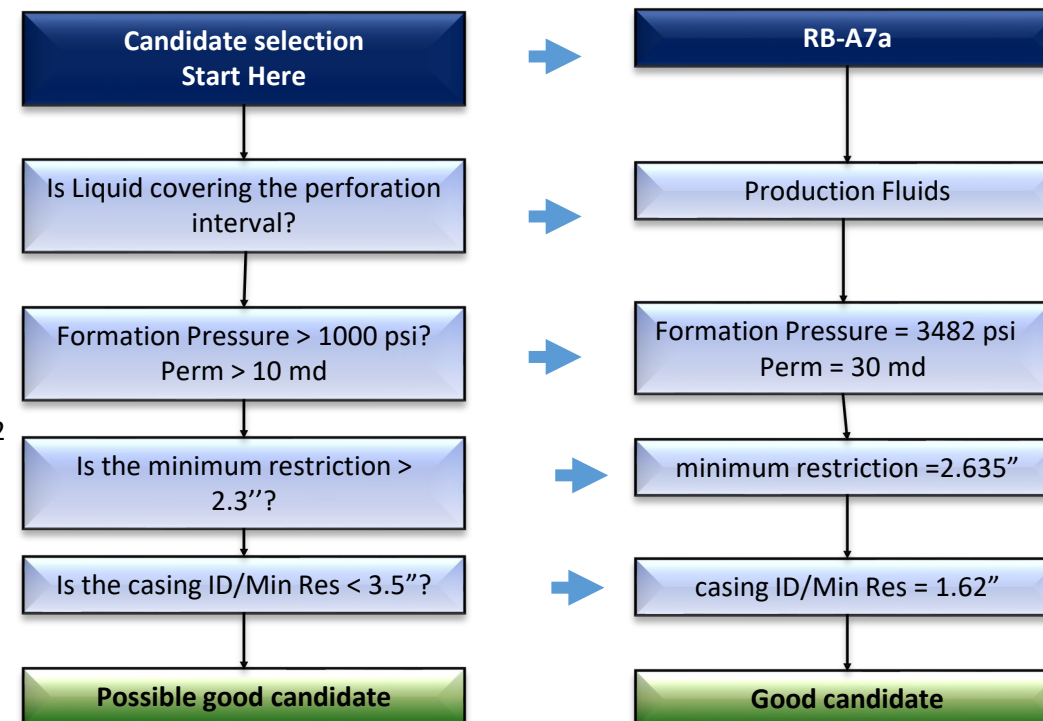 Candidate selection
Start Here
RB-A7a
Is Liquid covering the perforation
interval?
Production Fluids
Formation Pressure > 1000 psi?
Perm > 10 md
Formation Pressure = 3482 psi
Perm = 30 md
2
Is the minimum restriction >
2.3’’?
minimum restriction =2.635”
Is the casing ID/Min Res < 3.5”?
casing ID/Min Res = 1.62”
Possible good candidate
Good candidate